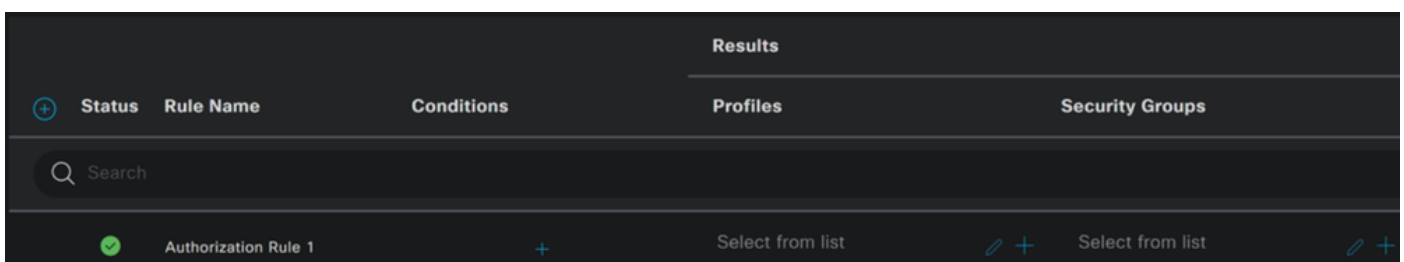 Results
Status Rule Name Conditions Profiles Security Groups
Search
Authorization Rule 1 Select from list Select from list